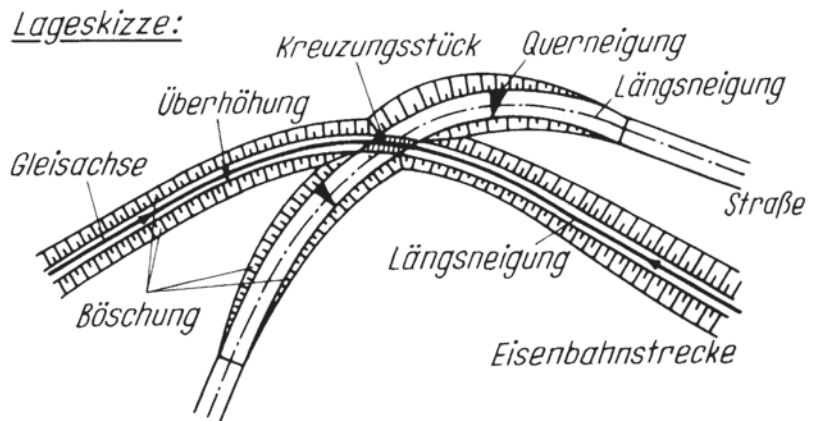 Lageskizze:
Kreuzungsstück
Querneigung
Längsneigung
Überhöhung
Gleisachse
Straße
Längsneigung
Böschung
Eisenbahnstrecke